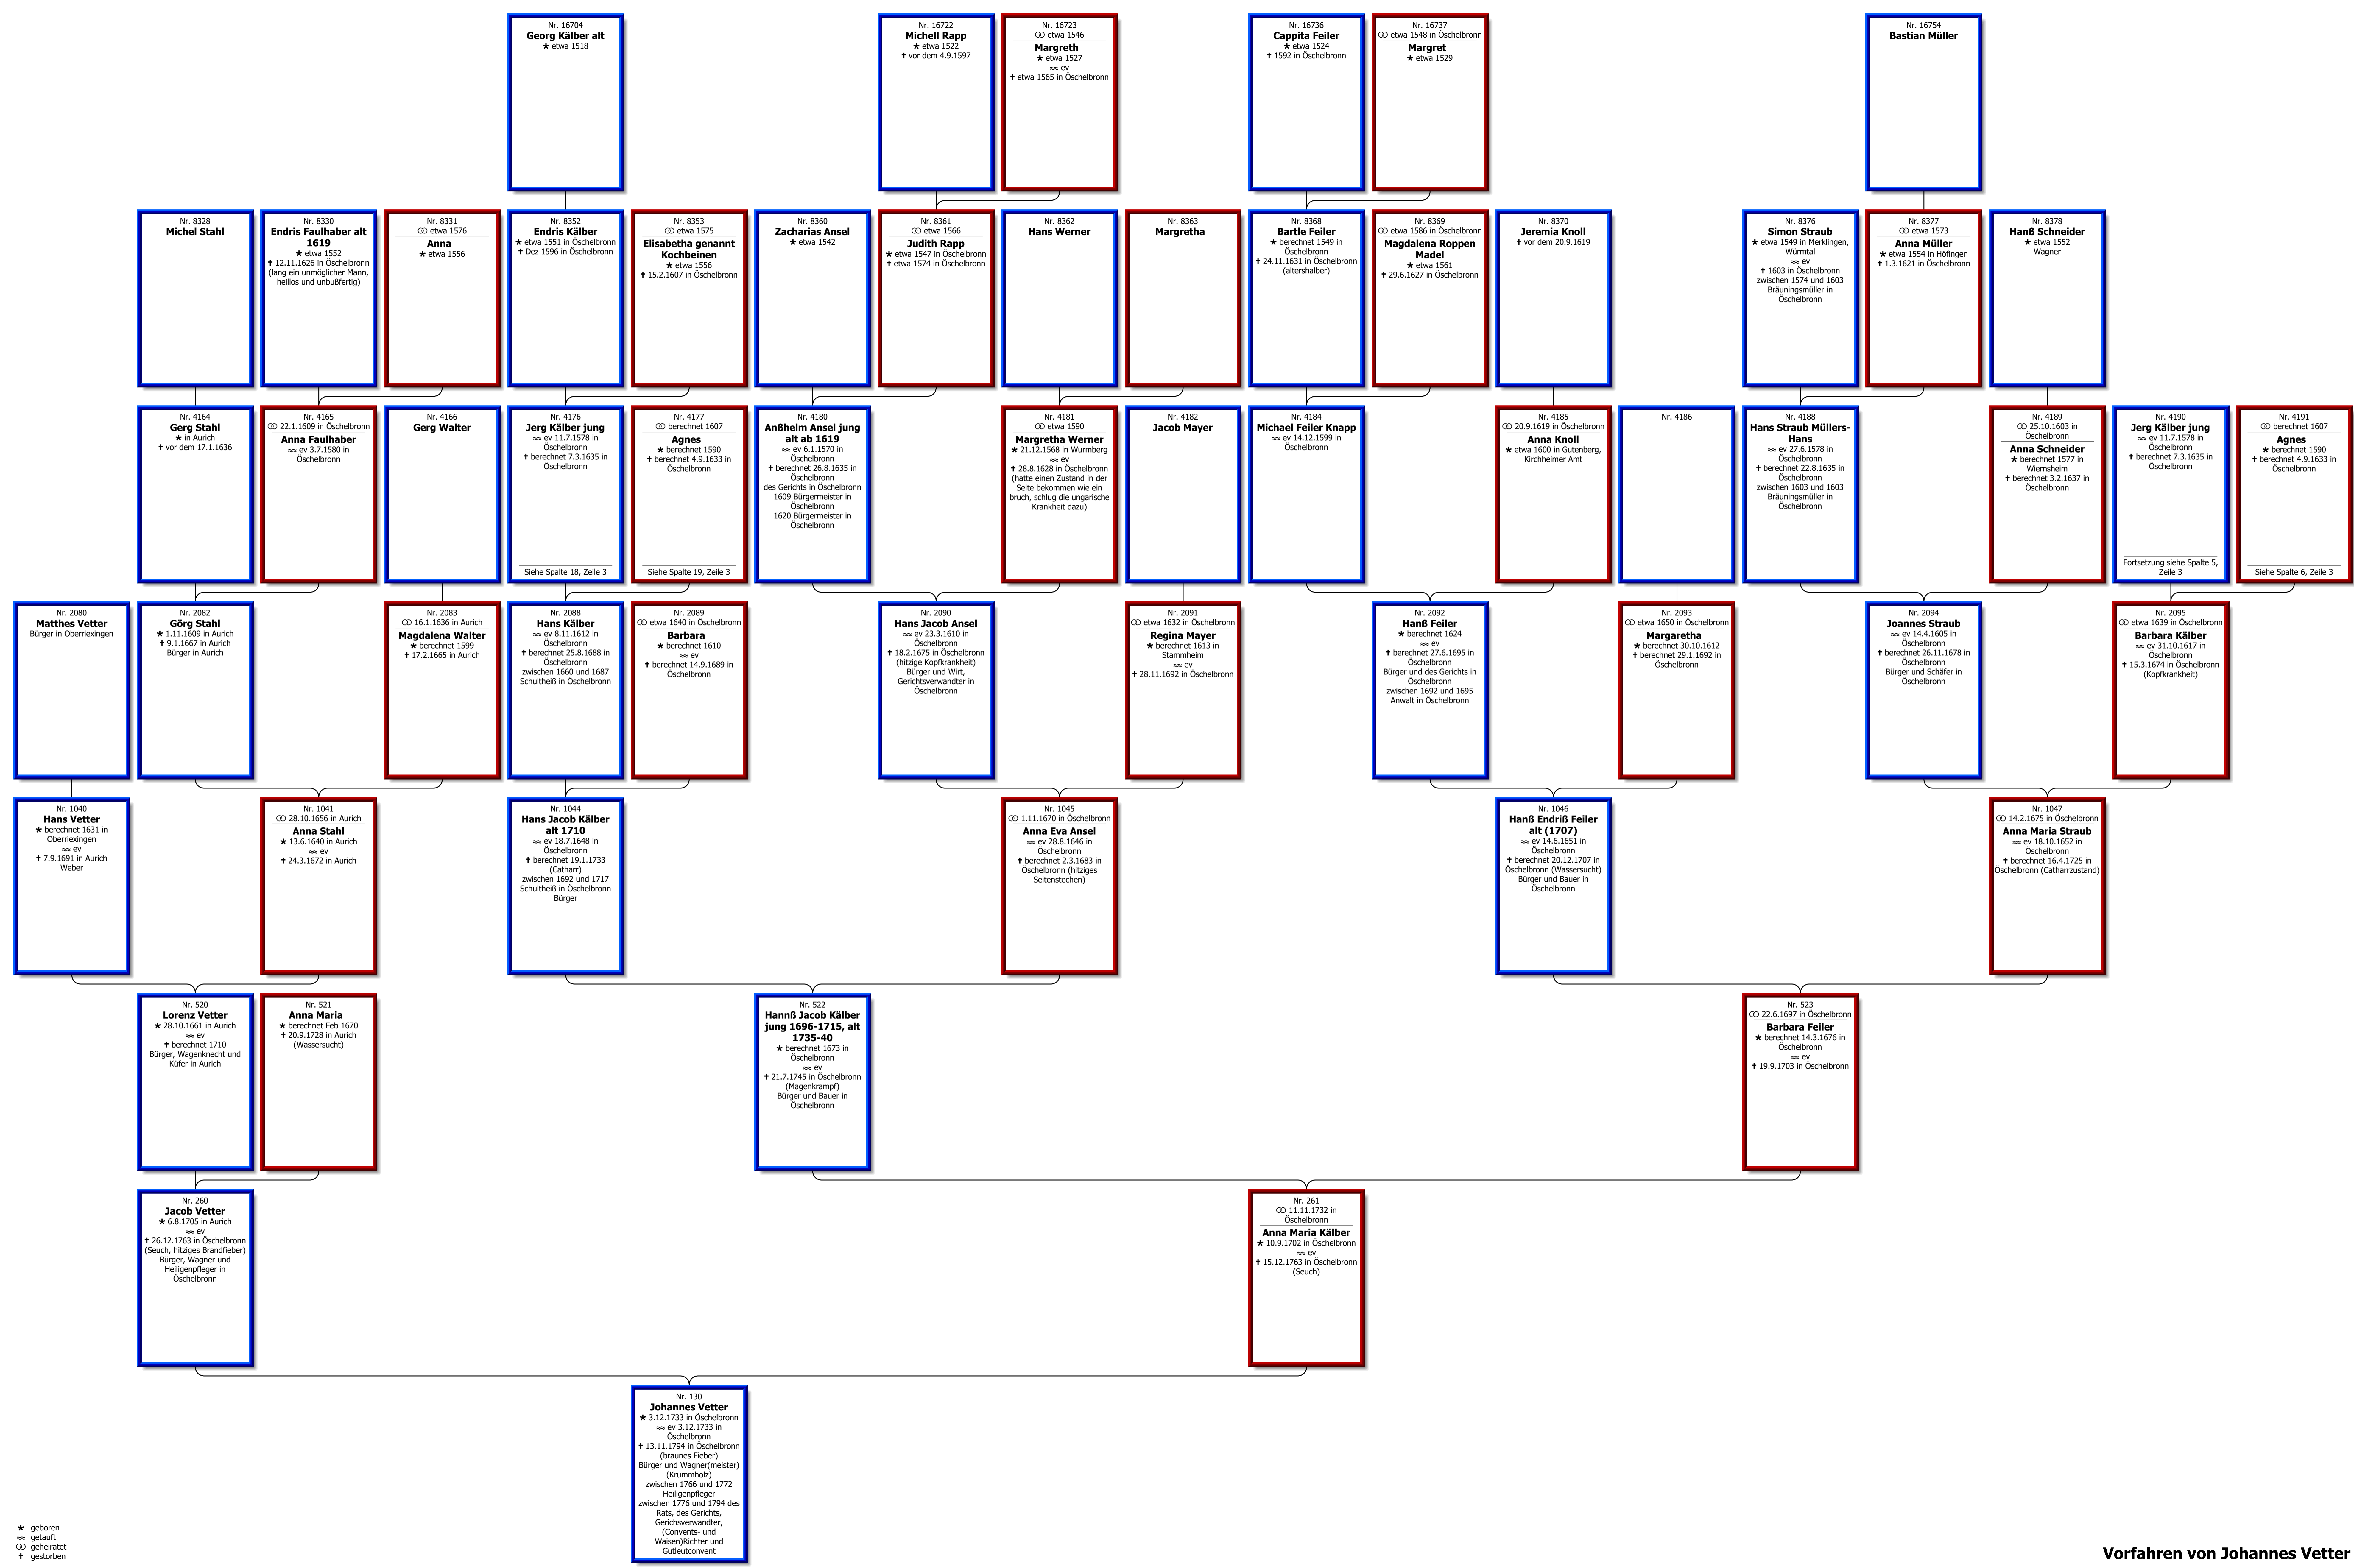 Nr. 16704
Georg Kälber alt
★ etwa 1518
Nr. 16722
Michell Rapp
★ etwa 1522
✝ vor dem 4.9.1597
Nr. 16723
⚭ etwa 1546
Margreth
★ etwa 1527
≈ ev
✝ etwa 1565 in Öschelbronn
Nr. 16736
Cappita Feiler
★ etwa 1524
✝ 1592 in Öschelbronn
Nr. 16737
⚭ etwa 1548 in Öschelbronn
Margret
★ etwa 1529
Nr. 16754
Bastian Müller
Nr. 8328
Michel Stahl
Nr. 8330
Endris Faulhaber alt
1619
★ etwa 1552
✝ 12.11.1626 in Öschelbronn
(lang ein unmöglicher Mann,
heillos und unbußfertig)
Nr. 8331
⚭ etwa 1576
Anna
★ etwa 1556
Nr. 8352
Endris Kälber
★ etwa 1551 in Öschelbronn
✝ Dez 1596 in Öschelbronn
Nr. 8353
⚭ etwa 1575
Elisabetha genannt
Kochbeinen
★ etwa 1556
✝ 15.2.1607 in Öschelbronn
Nr. 8360
Zacharias Ansel
★ etwa 1542
Nr. 8361
⚭ etwa 1566
Judith Rapp
★ etwa 1547 in Öschelbronn
✝ etwa 1574 in Öschelbronn
Nr. 8362
Hans Werner
Nr. 8363
Margretha
Nr. 8368
Bartle Feiler
★ berechnet 1549 in
Öschelbronn
✝ 24.11.1631 in Öschelbronn
(altershalber)
Nr. 8369
⚭ etwa 1586 in Öschelbronn
Magdalena Roppen
Madel
★ etwa 1561
✝ 29.6.1627 in Öschelbronn
Nr. 8370
Jeremia Knoll
✝ vor dem 20.9.1619
Nr. 8376
Simon Straub
★ etwa 1549 in Merklingen,
Würmtal
≈ ev
✝ 1603 in Öschelbronn
zwischen 1574 und 1603
Bräuningsmüller in
Öschelbronn
Nr. 8377
⚭ etwa 1573
Anna Müller
★ etwa 1554 in Höfingen
✝ 1.3.1621 in Öschelbronn
Nr. 8378
Hanß Schneider
★ etwa 1552
Wagner
Nr. 4164
Gerg Stahl
★ in Aurich
✝ vor dem 17.1.1636
Nr. 4165
⚭ 22.1.1609 in Öschelbronn
Anna Faulhaber
≈ ev 3.7.1580 in
Öschelbronn
Nr. 4166
Gerg Walter
Nr. 4176
Jerg Kälber jung
≈ ev 11.7.1578 in
Öschelbronn
✝ berechnet 7.3.1635 in
Öschelbronn
Siehe Spalte 18, Zeile 3
Nr. 4177
⚭ berechnet 1607
Agnes
★ berechnet 1590
✝ berechnet 4.9.1633 in
Öschelbronn
Siehe Spalte 19, Zeile 3
Nr. 4180
Anßhelm Ansel jung
alt ab 1619
≈ ev 6.1.1570 in
Öschelbronn
✝ berechnet 26.8.1635 in
Öschelbronn
des Gerichts in Öschelbronn
1609 Bürgermeister in
Öschelbronn
1620 Bürgermeister in
Öschelbronn
Nr. 4181
⚭ etwa 1590
Margretha Werner
★ 21.12.1568 in Wurmberg
≈ ev
✝ 28.8.1628 in Öschelbronn
(hatte einen Zustand in der
Seite bekommen wie ein
bruch, schlug die ungarische
Krankheit dazu)
Nr. 4182
Jacob Mayer
Nr. 4184
Michael Feiler Knapp
≈ ev 14.12.1599 in
Öschelbronn
Nr. 4185
⚭ 20.9.1619 in Öschelbronn
Anna Knoll
★ etwa 1600 in Gutenberg,
Kirchheimer Amt
Nr. 4186
Nr. 4188
Hans Straub Müllers-
Hans
≈ ev 27.6.1578 in
Öschelbronn
✝ berechnet 22.8.1635 in
Öschelbronn
zwischen 1603 und 1603
Bräuningsmüller in
Öschelbronn
Nr. 4189
⚭ 25.10.1603 in
Öschelbronn
Anna Schneider
★ berechnet 1577 in
Wiernsheim
✝ berechnet 3.2.1637 in
Öschelbronn
Nr. 4190
Jerg Kälber jung
≈ ev 11.7.1578 in
Öschelbronn
✝ berechnet 7.3.1635 in
Öschelbronn
Fortsetzung siehe Spalte 5,
Zeile 3
Nr. 4191
⚭ berechnet 1607
Agnes
★ berechnet 1590
✝ berechnet 4.9.1633 in
Öschelbronn
Siehe Spalte 6, Zeile 3
Nr. 2080
Matthes Vetter
Bürger in Oberriexingen
Nr. 2082
Görg Stahl
★ 1.11.1609 in Aurich
✝ 9.1.1667 in Aurich
Bürger in Aurich
Nr. 2083
⚭ 16.1.1636 in Aurich
Magdalena Walter
★ berechnet 1599
✝ 17.2.1665 in Aurich
Nr. 2088
Hans Kälber
≈ ev 8.11.1612 in
Öschelbronn
✝ berechnet 25.8.1688 in
Öschelbronn
zwischen 1660 und 1687
Schultheiß in Öschelbronn
Nr. 2089
⚭ etwa 1640 in Öschelbronn
Barbara
★ berechnet 1610
≈ ev
✝ berechnet 14.9.1689 in
Öschelbronn
Nr. 2090
Hans Jacob Ansel
≈ ev 23.3.1610 in
Öschelbronn
✝ 18.2.1675 in Öschelbronn
(hitzige Kopfkrankheit)
Bürger und Wirt,
Gerichtsverwandter in
Öschelbronn
Nr. 2091
⚭ etwa 1632 in Öschelbronn
Regina Mayer
★ berechnet 1613 in
Stammheim
≈ ev
✝ 28.11.1692 in Öschelbronn
Nr. 2092
Hanß Feiler
★ berechnet 1624
≈ ev
✝ berechnet 27.6.1695 in
Öschelbronn
Bürger und des Gerichts in
Öschelbronn
zwischen 1692 und 1695
Anwalt in Öschelbronn
Nr. 2093
⚭ etwa 1650 in Öschelbronn
Margaretha
★ berechnet 30.10.1612
✝ berechnet 29.1.1692 in
Öschelbronn
Nr. 2094
Joannes Straub
≈ ev 14.4.1605 in
Öschelbronn
✝ berechnet 26.11.1678 in
Öschelbronn
Bürger und Schäfer in
Öschelbronn
Nr. 2095
⚭ etwa 1639 in Öschelbronn
Barbara Kälber
≈ ev 31.10.1617 in
Öschelbronn
✝ 15.3.1674 in Öschelbronn
(Kopfkrankheit)
Nr. 1040
Hans Vetter
★ berechnet 1631 in
Oberriexingen
≈ ev
✝ 7.9.1691 in Aurich
Weber
Nr. 1041
⚭ 28.10.1656 in Aurich
Anna Stahl
★ 13.6.1640 in Aurich
≈ ev
✝ 24.3.1672 in Aurich
Nr. 1044
Hans Jacob Kälber
alt 1710
≈ ev 18.7.1648 in
Öschelbronn
✝ berechnet 19.1.1733
(Catharr)
zwischen 1692 und 1717
Schultheiß in Öschelbronn
Bürger
Nr. 1045
⚭ 1.11.1670 in Öschelbronn
Anna Eva Ansel
≈ ev 28.8.1646 in
Öschelbronn
✝ berechnet 2.3.1683 in
Öschelbronn (hitziges
Seitenstechen)
Nr. 1046
Hanß Endriß Feiler
alt (1707)
≈ ev 14.6.1651 in
Öschelbronn
✝ berechnet 20.12.1707 in
Öschelbronn (Wassersucht)
Bürger und Bauer in
Öschelbronn
Nr. 1047
⚭ 14.2.1675 in Öschelbronn
Anna Maria Straub
≈ ev 18.10.1652 in
Öschelbronn
✝ berechnet 16.4.1725 in
Öschelbronn (Catharrzustand)
Nr. 520
Lorenz Vetter
★ 28.10.1661 in Aurich
≈ ev
✝ berechnet 1710
Bürger, Wagenknecht und
Küfer in Aurich
Nr. 521
Anna Maria
★ berechnet Feb 1670
✝ 20.9.1728 in Aurich
(Wassersucht)
Nr. 522
Hannß Jacob Kälber
jung 1696-1715, alt
1735-40
★ berechnet 1673 in
Öschelbronn
≈ ev
✝ 21.7.1745 in Öschelbronn
(Magenkrampf)
Bürger und Bauer in
Öschelbronn
Nr. 523
⚭ 22.6.1697 in Öschelbronn
Barbara Feiler
★ berechnet 14.3.1676 in
Öschelbronn
≈ ev
✝ 19.9.1703 in Öschelbronn
Nr. 260
Jacob Vetter
★ 6.8.1705 in Aurich
≈ ev
✝ 26.12.1763 in Öschelbronn
(Seuch, hitziges Brandfieber)
Bürger, Wagner und
Heiligenpfleger in
Öschelbronn
Nr. 261
⚭ 11.11.1732 in
Öschelbronn
Anna Maria Kälber
★ 10.9.1702 in Öschelbronn
≈ ev
✝ 15.12.1763 in Öschelbronn
(Seuch)
Nr. 130
Johannes Vetter
★ 3.12.1733 in Öschelbronn
≈ ev 3.12.1733 in
Öschelbronn
✝ 13.11.1794 in Öschelbronn
(braunes Fieber)
Bürger und Wagner(meister)
(Krummholz)
zwischen 1766 und 1772
Heiligenpfleger
zwischen 1776 und 1794 des
Rats, des Gerichts,
Gerichsverwandter,
(Convents- und
Waisen)Richter und
Gutleutconvent
★ geboren
≈ getauft
⚭ geheiratet
✝ gestorben
Vorfahren von Johannes Vetter